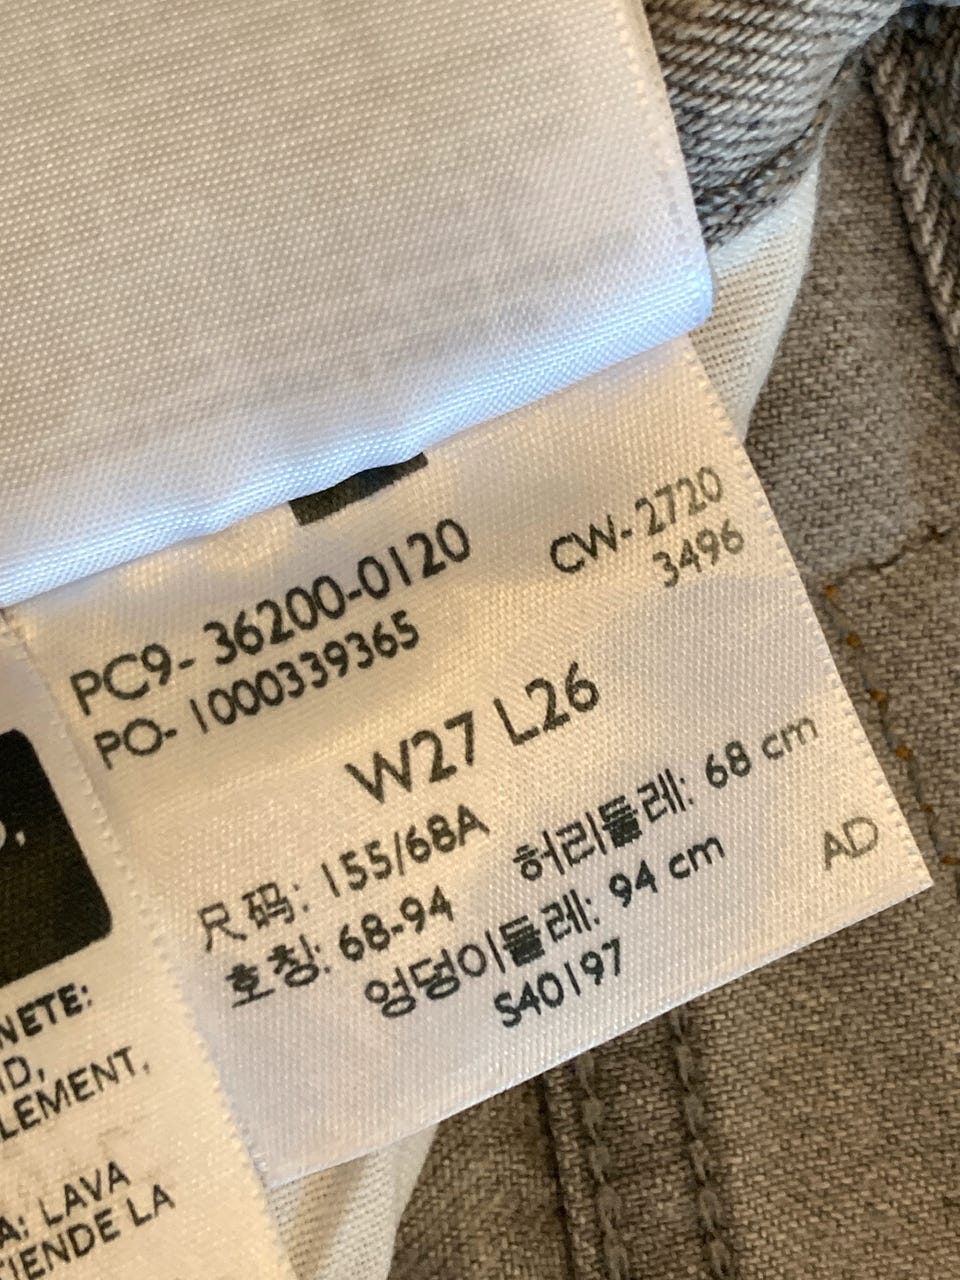 PC9- 36200-0120
CW-2720
PO- 1000339365
3496
W27 L26
尺码: 155/68A
허리둘레: 68 cm
호칭: 68-94
엉덩이둘레: 94 cm
AD
S40197
NETE:
LEMENT,
LAVA
TIENDE LA